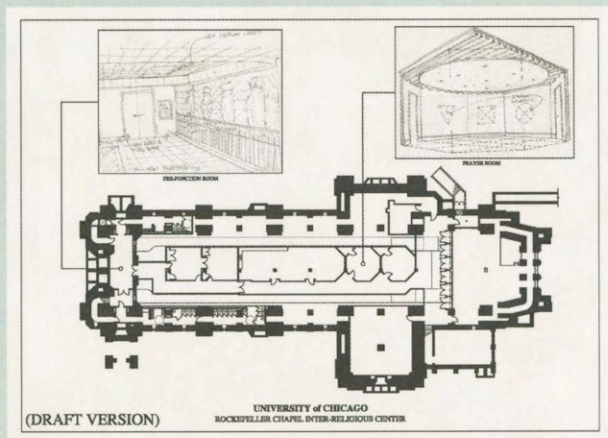 PRE-FUNCTION ROOM
PRAYER ROOM
(DRAFT VERSION)
UNIVERSITY of CHICAGO
ROCKEFELLER CHAPEL INTER-RELIGIOUS CENTER